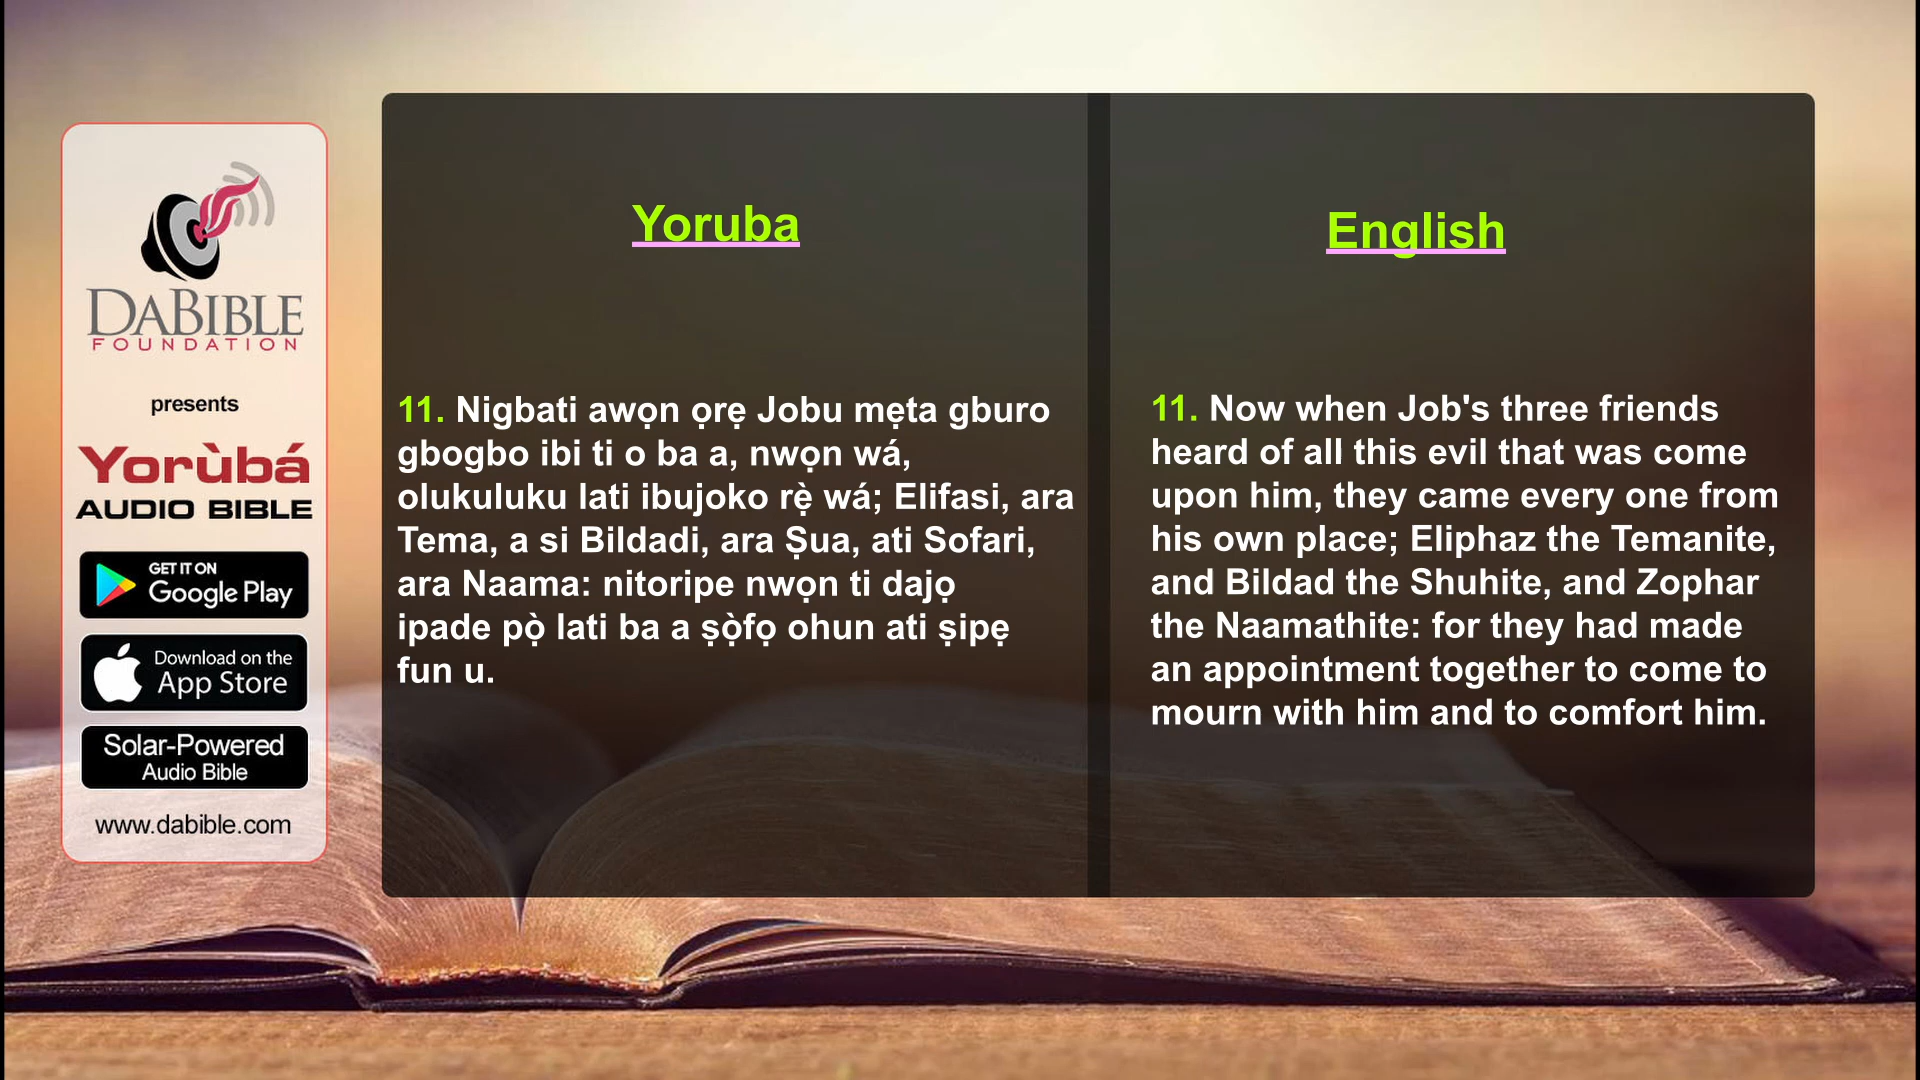 DABIBLE
FOUNDATION
presents
Yorùbá
AUDIO BIBLE
GET IT ON
Google Play
Download on the
App Store
Solar-Powered
Audio Bible
www.dabible.com
Yoruba
11. Nigbati awọn ọrẹ Jobu mẹta gburo
gbogbo ibi ti o ba a, nwọn wá,
olukuluku lati ibujoko rẹ̀ wá; Elifasi, ara
Tema, a si Bildadi, ara Ṣua, ati Sofari,
ara Naama: nitoripe nwọn ti dajọ
ipade pọ̀ lati ba a ṣọ̀fọ ohun ati ṣipẹ
fun u.
English
11. Now when Job's three friends
heard of all this evil that was come
upon him, they came every one from
his own place; Eliphaz the Temanite,
and Bildad the Shuhite, and Zophar
the Naamathite: for they had made
an appointment together to come to
mourn with him and to comfort him.